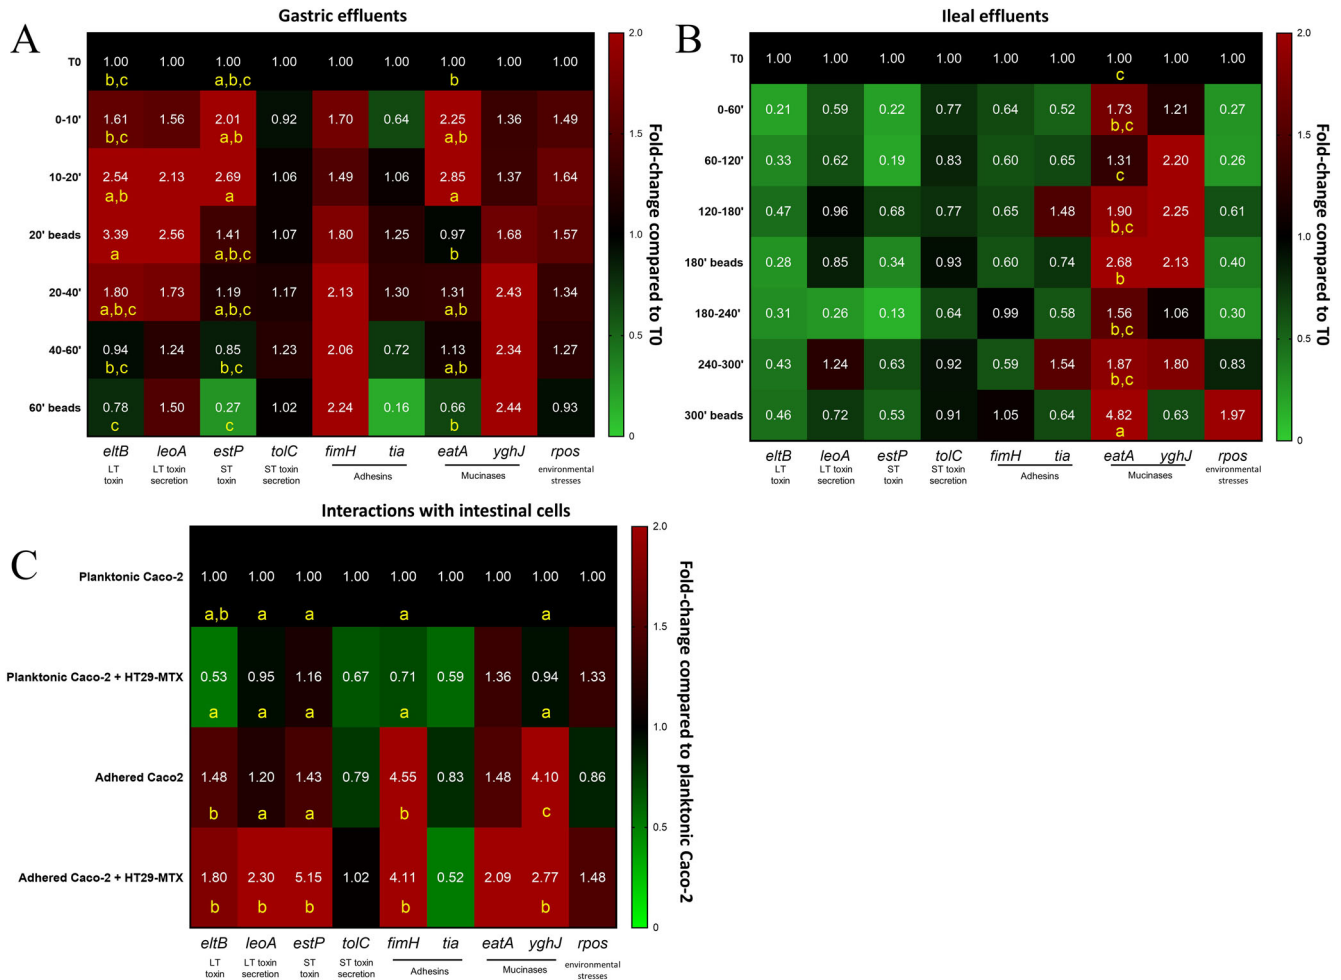 Gastric effluents
A
T0 1.00 1.00 1.00 1.00 1.00 1.00 1.00 1.00 1.00
b,c a,b,c b
0-10' 1.61 1.56 2.01 0.92 1.70 0.64 2.25 1.36 1.49
b,c a,b a,b
10-20' 2.54 2.13 2.69 1.06 1.49 1.06 2.85 1.37 1.64
a,b a a
20' beads 3.39 2.56 1.41 1.07 1.80 1.25 0.97 1.68 1.57
a a,b,c b
20-40' 1.80 1.73 1.19 1.17 2.13 1.30 1.31 2.43 1.34
a,b,c a,b,c a,b
40-60' 0.94 1.24 0.85 1.23 2.06 0.72 1.13 2.34 1.27
b,c b,c a,b
60' beads 0.78 1.50 0.27 1.02 2.24 0.16 0.66 2.44 0.93
c c b
eltB leoA estP tolC fimH tia eatA yghJ rpos
LT toxin
LT toxin secretion
ST toxin
ST toxin secretion
Adhesins
Mucinases
environmental stresses
2.0
1.5
1.0
0.5
0
Fold-change compared to T0
Ileal effluents
B
T0 1.00 1.00 1.00 1.00 1.00 1.00 1.00 1.00 1.00
c
0-60' 0.21 0.59 0.22 0.77 0.64 0.52 1.73 1.21 0.27
b,c
60-120' 0.33 0.62 0.19 0.83 0.60 0.65 1.31 2.20 0.26
c
120-180' 0.47 0.96 0.68 0.77 0.65 1.48 1.90 2.25 0.61
b,c
180' beads 0.28 0.85 0.34 0.93 0.60 0.74 2.68 2.13 0.40
b
180-240' 0.31 0.26 0.13 0.64 0.99 0.58 1.56 1.06 0.30
b,c
240-300' 0.43 1.24 0.63 0.92 0.59 1.54 1.87 1.80 0.83
b,c
300' beads 0.46 0.72 0.53 0.91 1.05 0.64 4.82 0.63 1.97
a
eltB leoA estP tolC fimH tia eatA yghJ rpos
LT toxin
LT toxin secretion
ST toxin
ST toxin secretion
Adhesins
Mucinases
environmental stresses
2.0
1.5
1.0
0.5
0
Fold-change compared to T0
Interactions with intestinal cells
C
Planktonic Caco-2 1.00 1.00 1.00 1.00 1.00 1.00 1.00 1.00 1.00
a,b a a a a
Planktonic Caco-2 + HT29-MTX 0.53 0.95 1.16 0.67 0.71 0.59 1.36 0.94 1.33
a a a a a
Adhered Caco2 1.48 1.20 1.43 0.79 4.55 0.83 1.48 4.10 0.86
b a a b c
Adhered Caco-2 + HT29-MTX 1.80 2.30 5.15 1.02 4.11 0.52 2.09 2.77 1.48
b b b b b
eltB leoA estP tolC fimH tia eatA yghJ rpos
LT toxin
LT toxin secretion
ST toxin
ST toxin secretion
Adhesins
Mucinases
environmental stresses
2.0
1.5
1.0
0.5
0
Fold-change compared to planktonic Caco-2